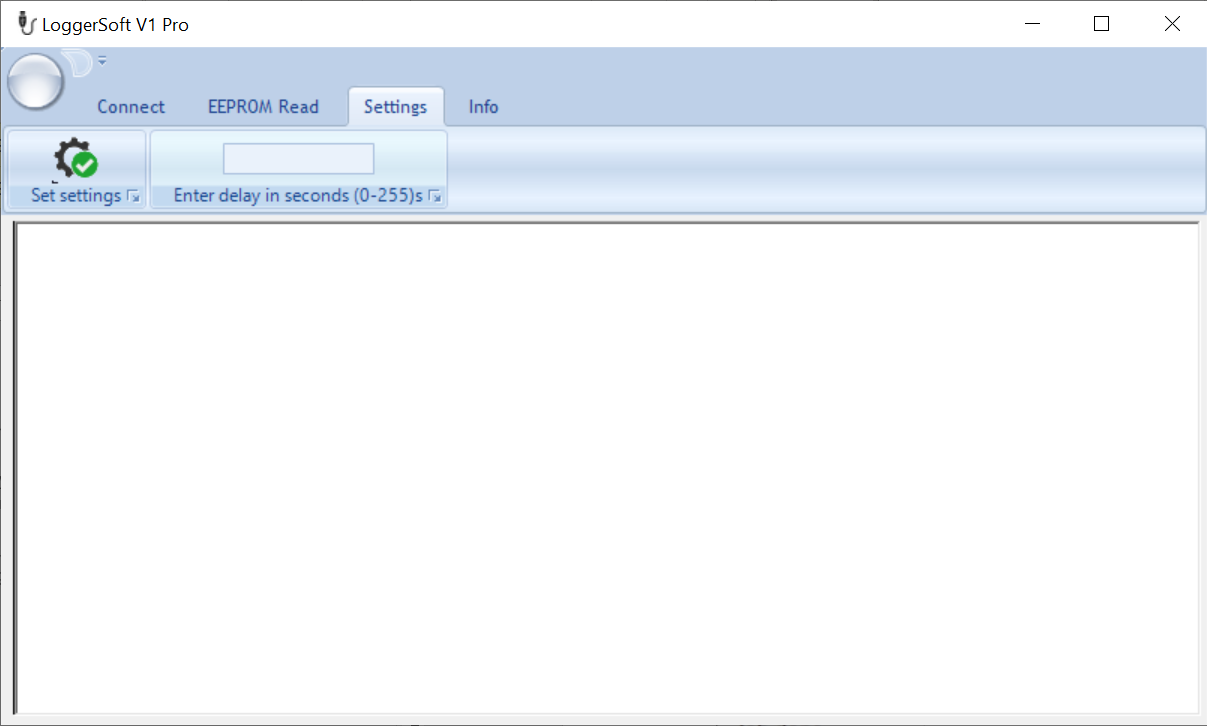 LoggerSoft V1 Pro
Connect EEPROM Read Settings Info
Set settings Enter delay in seconds (0-255)s